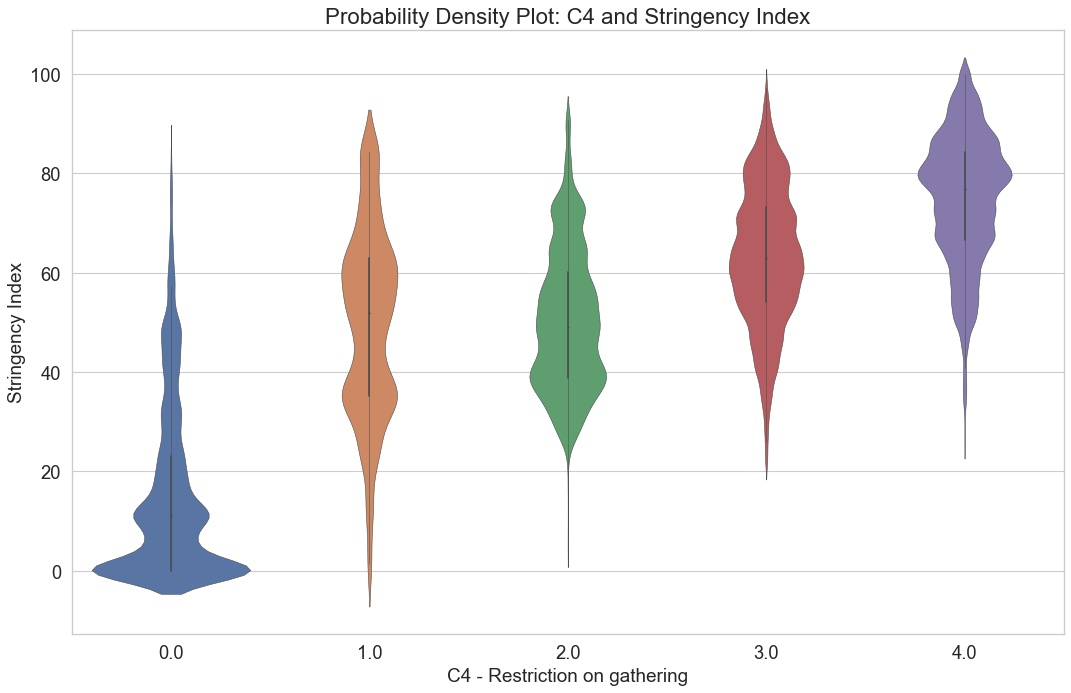 Probability Density Plot: C4 and Stringency Index
100
80
60
40
20
0
Stringency Index
0.0 1.0 2.0 3.0 4.0
C4 - Restriction on gathering